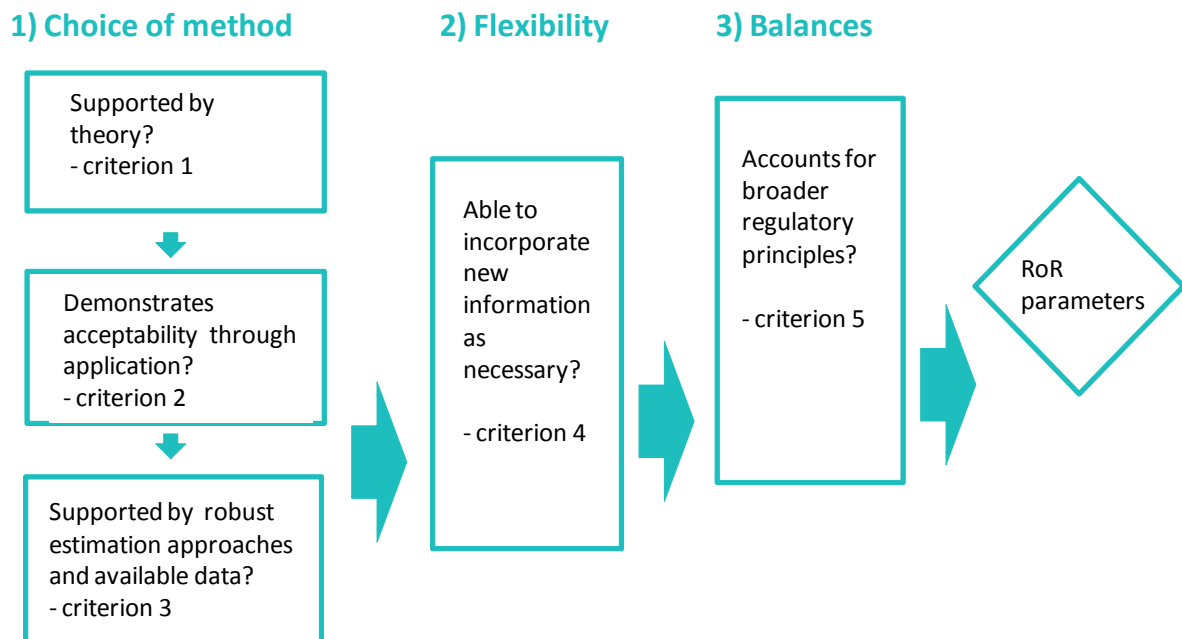 1) Choice of method
2) Flexibility
3) Balances
Supported by
theory?
- criterion 1
Demonstrates
acceptability through
application?
- criterion 2
Supported by robust
estimation approaches
and available data?
- criterion 3
Able to
incorporate
new
information
as
necessary?
- criterion 4
Accounts for
broader
regulatory
principles?
- criterion 5
RoR
parameters